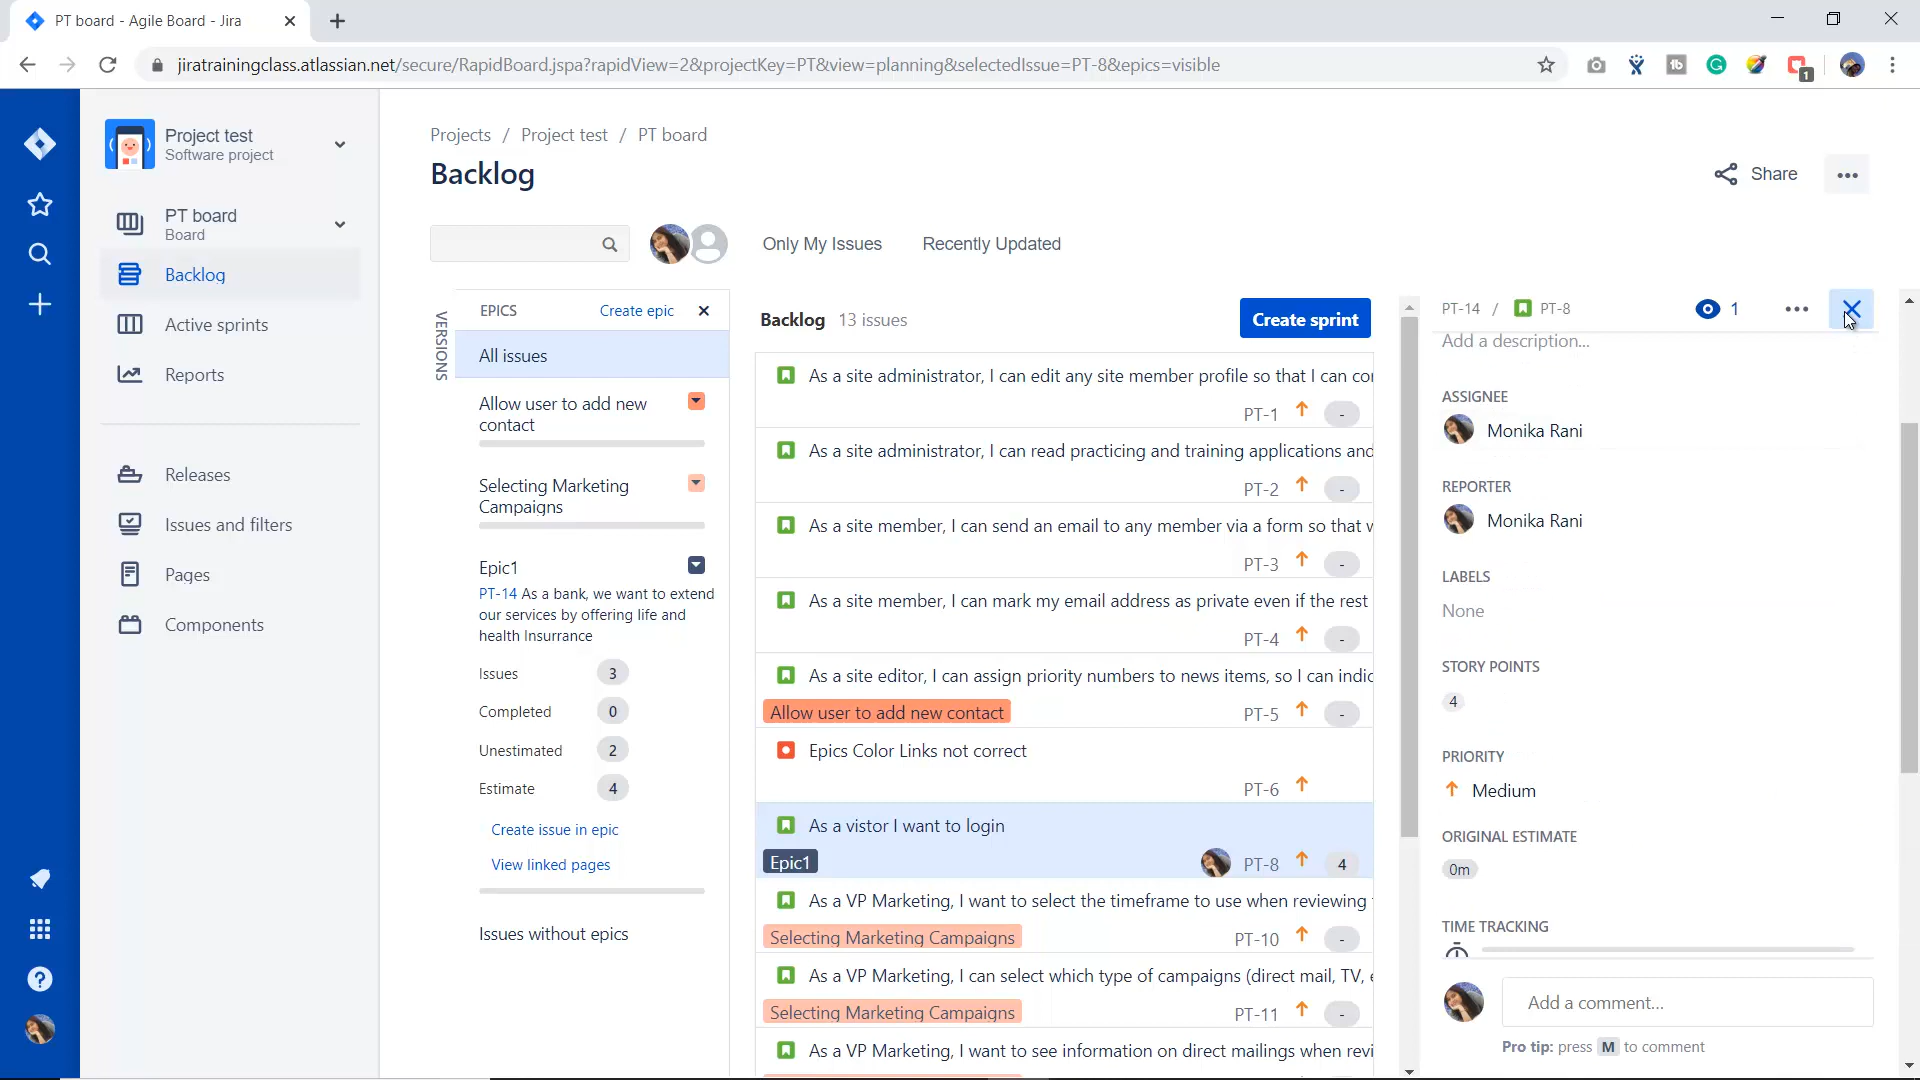 PT board - Agile Board - Jira
jiratrainingclass.atlassian.net/secure/RapidBoard.jspa?rapidView=2&projectKey=PT&view=planning&selectedIssue=PT-8&epics=visible
1
Project test
Software project
PT board
Board
Backlog
Active sprints
Reports
Releases
Issues and filters
Pages
Components
Projects / Project test / PT board
Backlog
Share
Only My Issues
Recently Updated
VERSIONS
EPICS
Create epic
All issues
Allow user to add new
contact
Selecting Marketing
Campaigns
Epic1
PT-14 As a bank, we want to extend
our services by offering life and
health Insurrance
Issues 3
Completed 0
Unestimated 2
Estimate 4
Create issue in epic
View linked pages
Issues without epics
Backlog 13 issues
Create sprint
As a site administrator, I can edit any site member profile so that I can cor
PT-1 -
As a site administrator, I can read practicing and training applications and
PT-2 -
As a site member, I can send an email to any member via a form so that w
PT-3 -
As a site member, I can mark my email address as private even if the rest
PT-4 -
As a site editor, I can assign priority numbers to news items, so I can indic
Allow user to add new contact PT-5 -
Epics Color Links not correct
PT-6
As a vistor I want to login
Epic1 PT-8 4
As a VP Marketing, I want to select the timeframe to use when reviewing
Selecting Marketing Campaigns PT-10 -
As a VP Marketing, I can select which type of campaigns (direct mail, TV, e
Selecting Marketing Campaigns PT-11 -
As a VP Marketing, I want to see information on direct mailings when revi
PT-14 / PT-8
1
Add a description...
ASSIGNEE
Monika Rani
REPORTER
Monika Rani
LABELS
None
STORY POINTS
4
PRIORITY
Medium
ORIGINAL ESTIMATE
0m
TIME TRACKING
Add a comment...
Pro tip: press M to comment